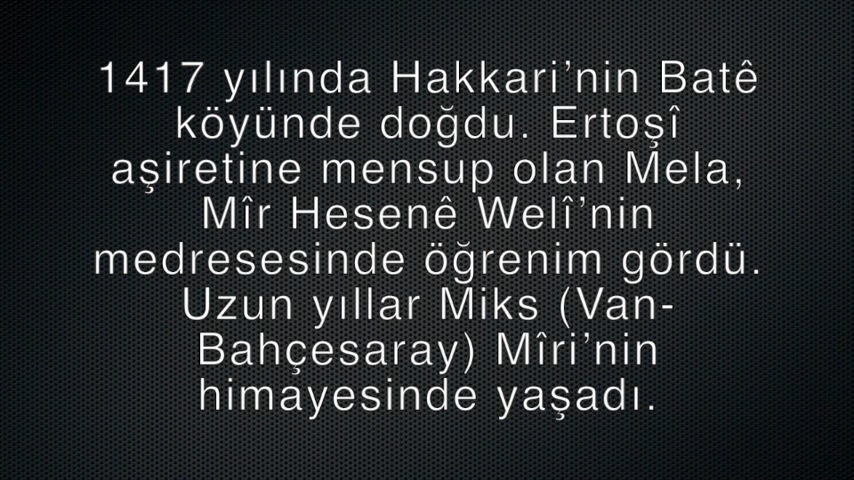 1417 yılında Hakkari’nin Batê
köyünde doğdu. Ertoşî
aşiretine mensup olan Mela,
Mîr Hesenê Welî’nin
medresesinde öğrenim gördü.
Uzun yıllar Miks (Van-
Bahçesaray) Mîri’nin
himayesinde yaşadı.